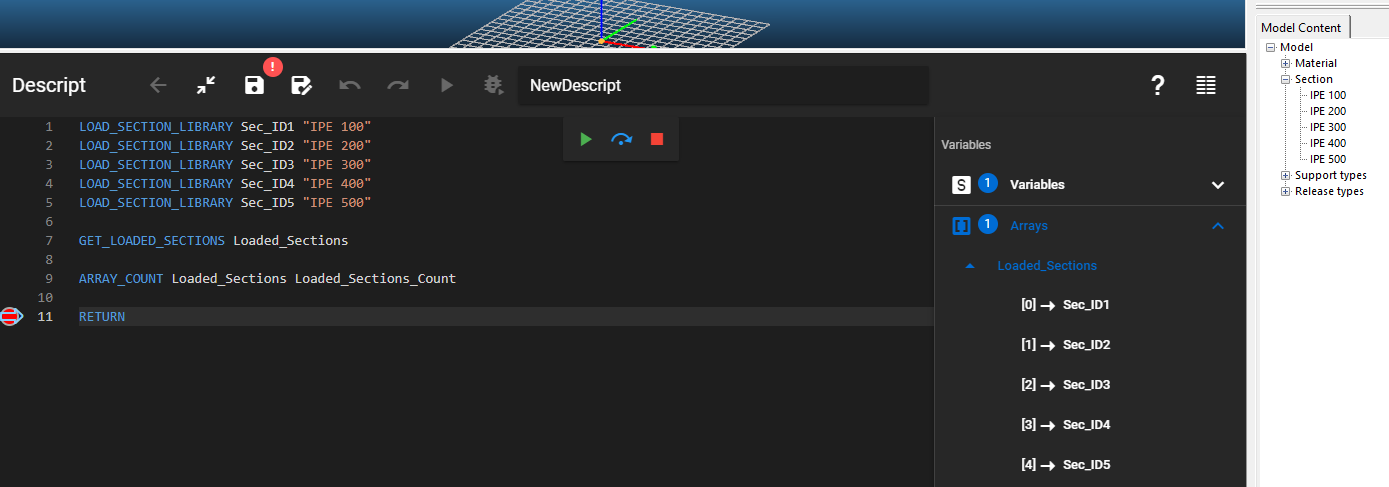 Model Content
Model
Material
Section
IPE 100
IPE 200
IPE 300
IPE 400
IPE 500
Support types
Release types
Descript
!
NewDescript
?
1 LOAD_SECTION_LIBRARY Sec_ID1 "IPE 100"
2 LOAD_SECTION_LIBRARY Sec_ID2 "IPE 200"
3 LOAD_SECTION_LIBRARY Sec_ID3 "IPE 300"
4 LOAD_SECTION_LIBRARY Sec_ID4 "IPE 400"
5 LOAD_SECTION_LIBRARY Sec_ID5 "IPE 500"
6
7 GET_LOADED_SECTIONS Loaded_Sections
8
9 ARRAY_COUNT Loaded_Sections Loaded_Sections_Count
10
11 RETURN
Variables
S 1 Variables
1 Arrays
Loaded_Sections
[0] → Sec_ID1
[1] → Sec_ID2
[2] → Sec_ID3
[3] → Sec_ID4
[4] → Sec_ID5